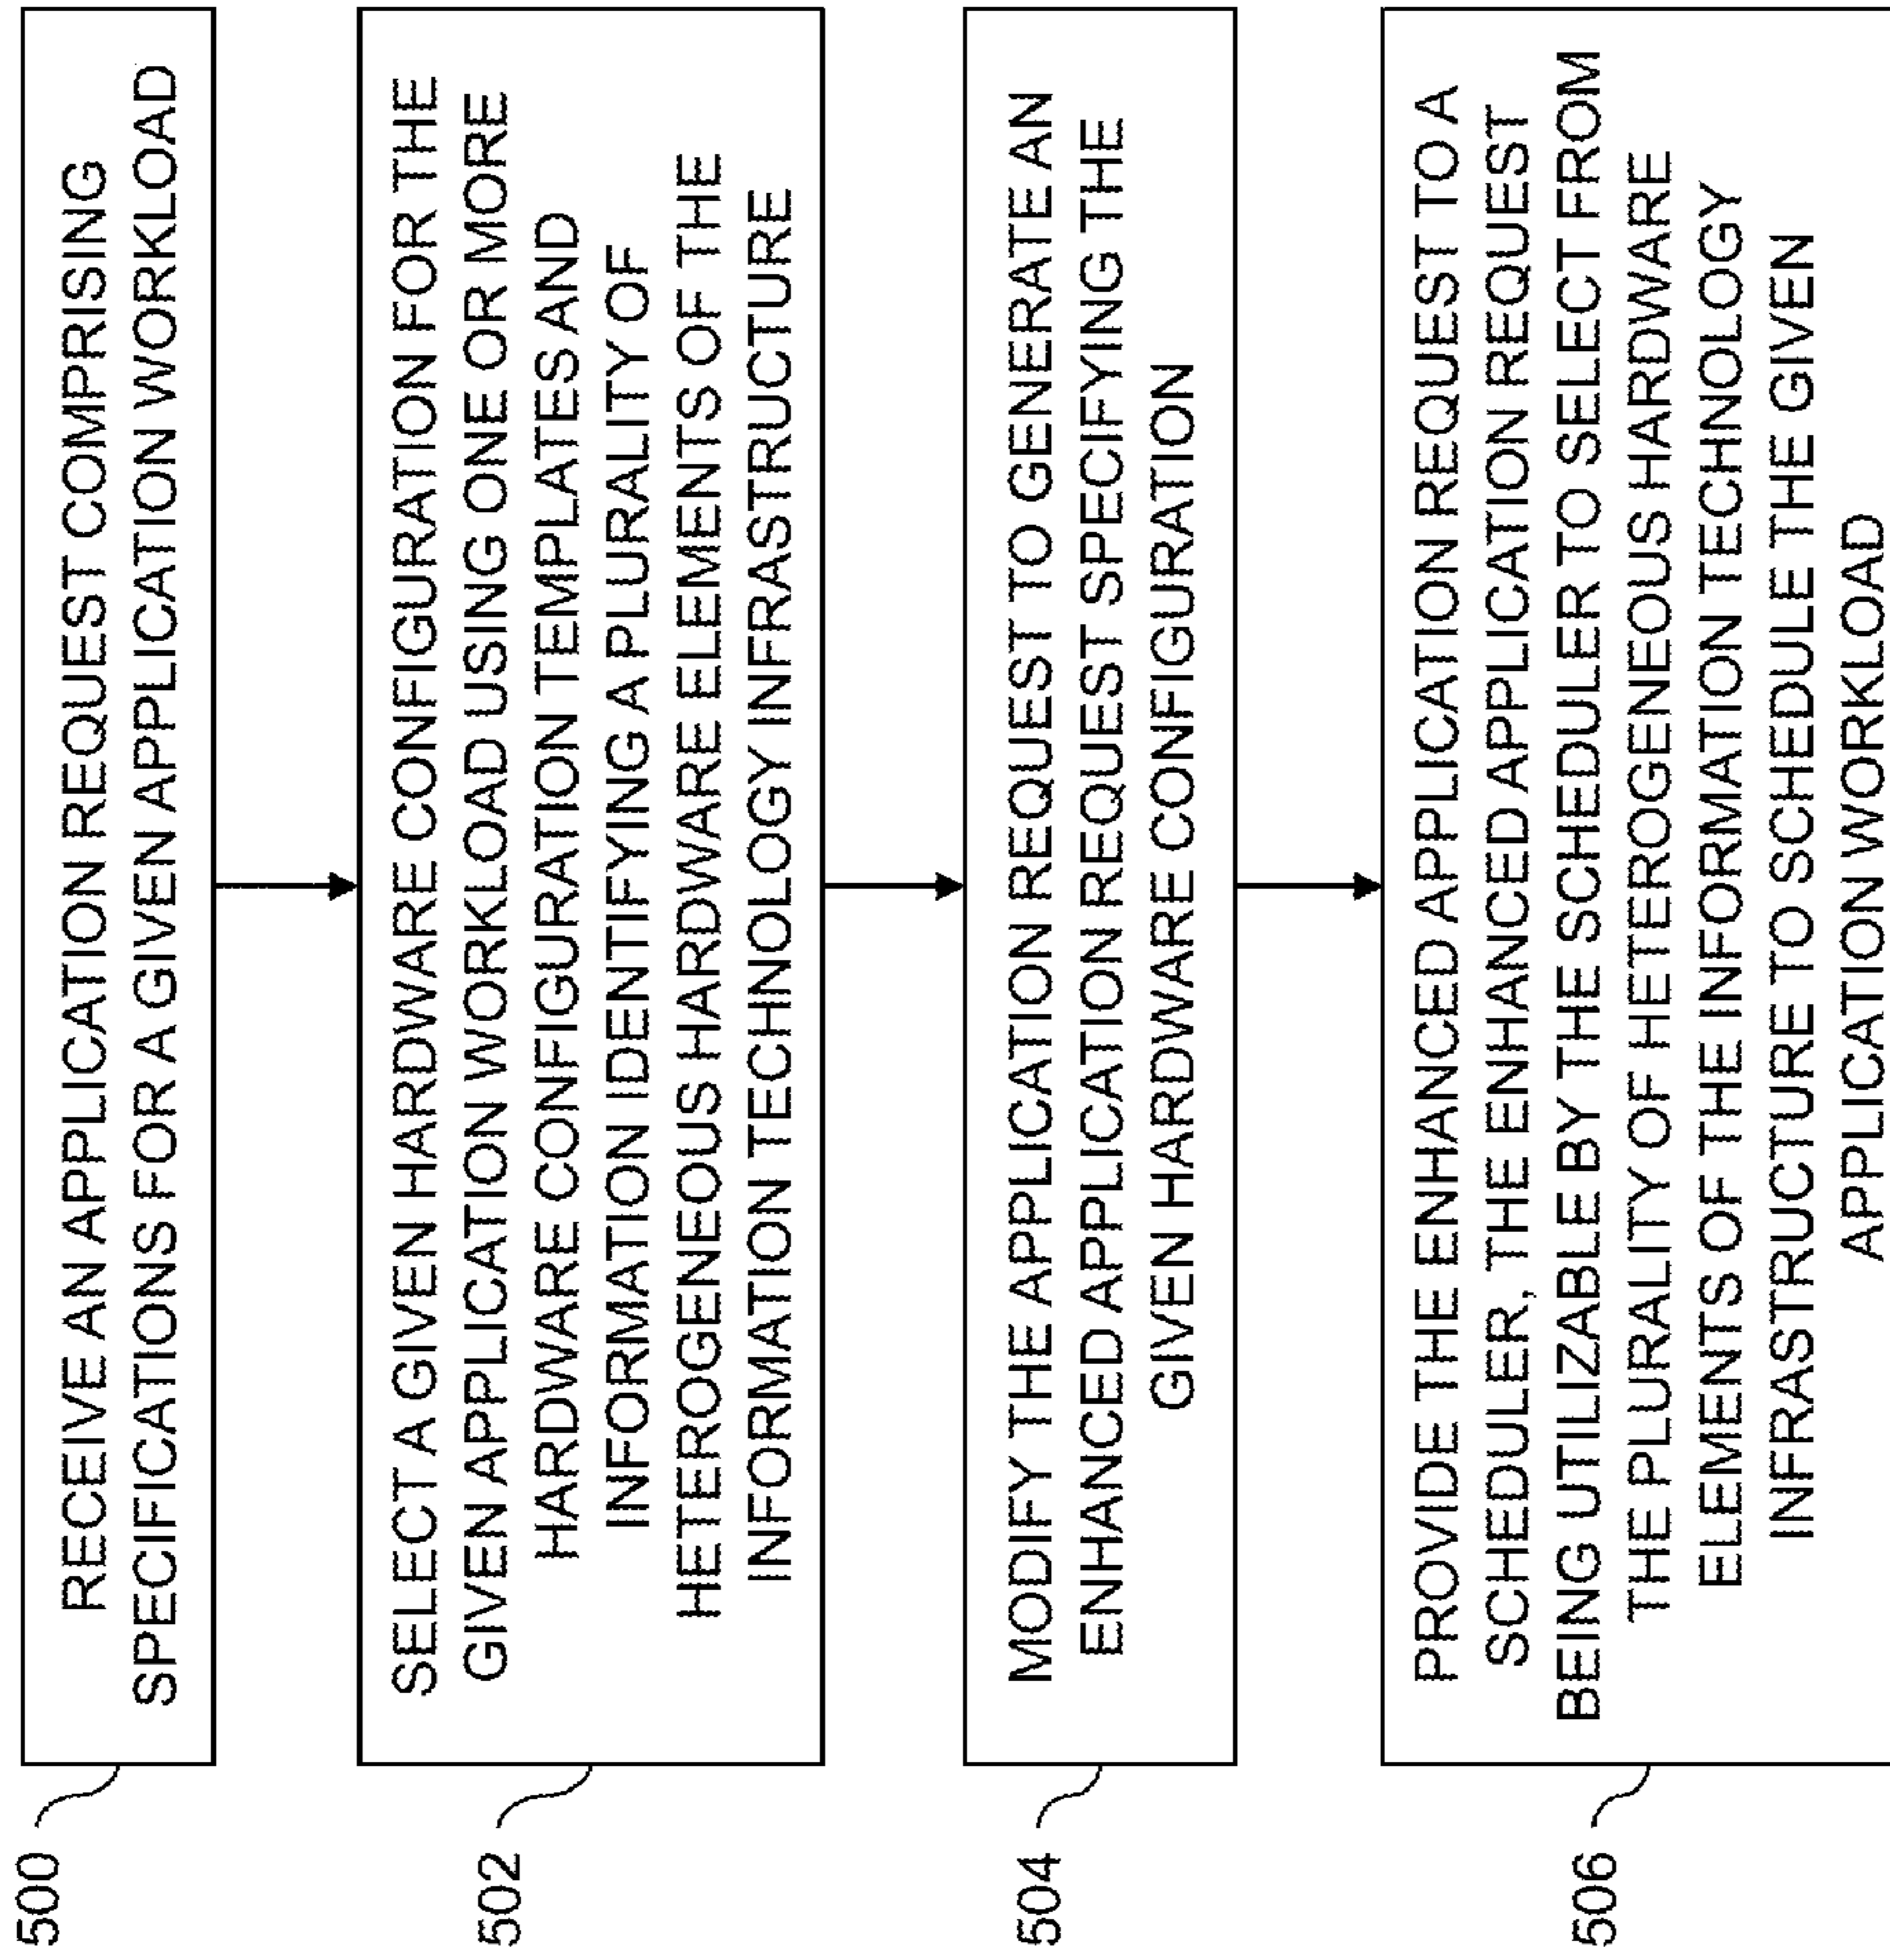 500
RECEIVE AN APPLICATION REQUEST COMPRISING
SPECIFICATIONS FOR A GIVEN APPLICATION WORKLOAD
502
SELECT A GIVEN HARDWARE CONFIGURATION FOR THE
GIVEN APPLICATION WORKLOAD USING ONE OR MORE
HARDWARE CONFIGURATION TEMPLATES AND
INFORMATION IDENTIFYING A PLURALITY OF
HETEROGENEOUS HARDWARE ELEMENTS OF THE
INFORMATION TECHNOLOGY INFRASTRUCTURE
504
MODIFY THE APPLICATION REQUEST TO GENERATE AN
ENHANCED APPLICATION REQUEST SPECIFYING THE
GIVEN HARDWARE CONFIGURATION
506
PROVIDE THE ENHANCED APPLICATION REQUEST TO A
SCHEDULER, THE ENHANCED APPLICATION REQUEST
BEING UTILIZABLE BY THE SCHEDULER TO SELECT FROM
THE PLURALITY OF HETEROGENEOUS HARDWARE
ELEMENTS OF THE INFORMATION TECHNOLOGY
INFRASTRUCTURE TO SCHEDULE THE GIVEN
APPLICATION WORKLOAD